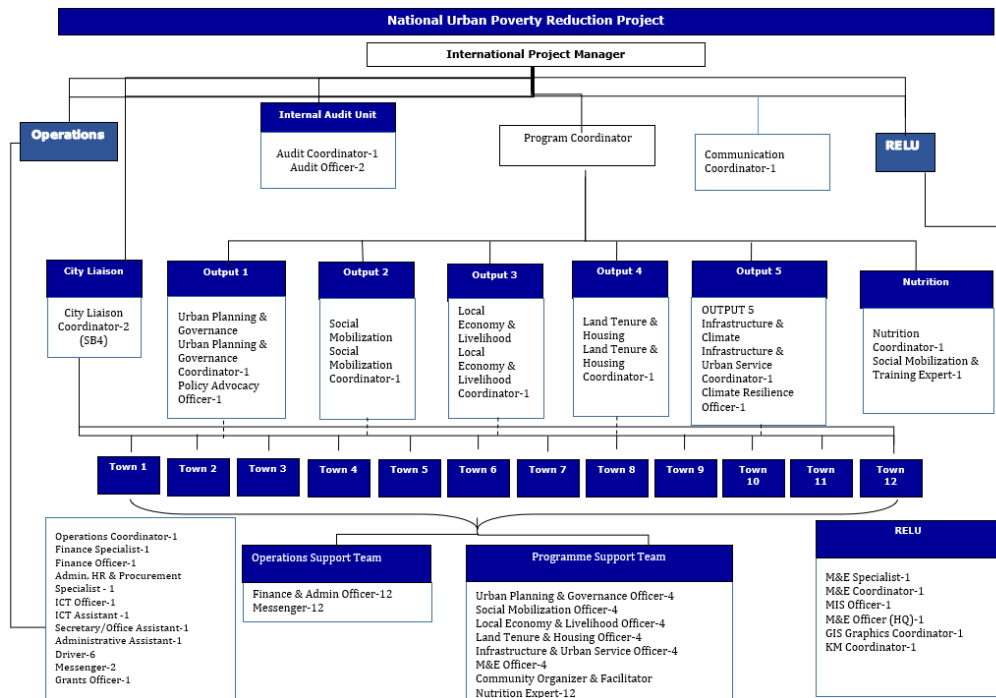 National Urban Poverty Reduction Project
International Project Manager
Operations
Internal Audit Unit
Audit Coordinator-1
Audit Officer-2
Program Coordinator
Communication
Coordinator-1
RELU
City Liaison
City Liaison
Coordinator-2
(SB4)
Output 1
Urban Planning &
Governance
Urban Planning &
Governance
Coordinator-1
Policy Advocacy
Officer-1
Output 2
Social
Mobilization
Social
Mobilization
Coordinator-1
Output 3
Local
Economy &
Livelihood
Local
Economy &
Livelihood
Coordinator-1
Output 4
Land Tenure &
Housing
Land Tenure &
Housing
Coordinator-1
Output 5
OUTPUT 5
Infrastructure &
Climate
Infrastructure &
Urban Service
Coordinator-1
Climate Resilience
Officer-1
Nutrition
Nutrition
Coordinator-1
Social Mobilization &
Training Expert-1
Town 1
Town 2
Town 3
Town 4
Town 5
Town 6
Town 7
Town 8
Town 9
Town
10
Town
11
Town
12
Operations Coordinator-1
Finance Specialist-1
Finance Officer-1
Admin, HR & Procurement
Specialist - 1
ICT Officer-1
ICT Assistant -1
Secretary/Office Assistant-1
Administrative Assistant-1
Driver-6
Messenger-2
Grants Officer-1
Operations Support Team
Finance & Admin Officer-12
Messenger-12
Programme Support Team
Urban Planning & Governance Officer-4
Social Mobilization Officer-4
Local Economy & Livelihood Officer-4
Land Tenure & Housing Officer-4
Infrastructure & Urban Service Officer-4
M&E Officer-4
Community Organizer & Facilitator
Nutrition Expert-12
RELU
M&E Specialist-1
M&E Coordinator-1
MIS Officer-1
M&E Officer (HQ)-1
GIS Graphics Coordinator-1
KM Coordinator-1